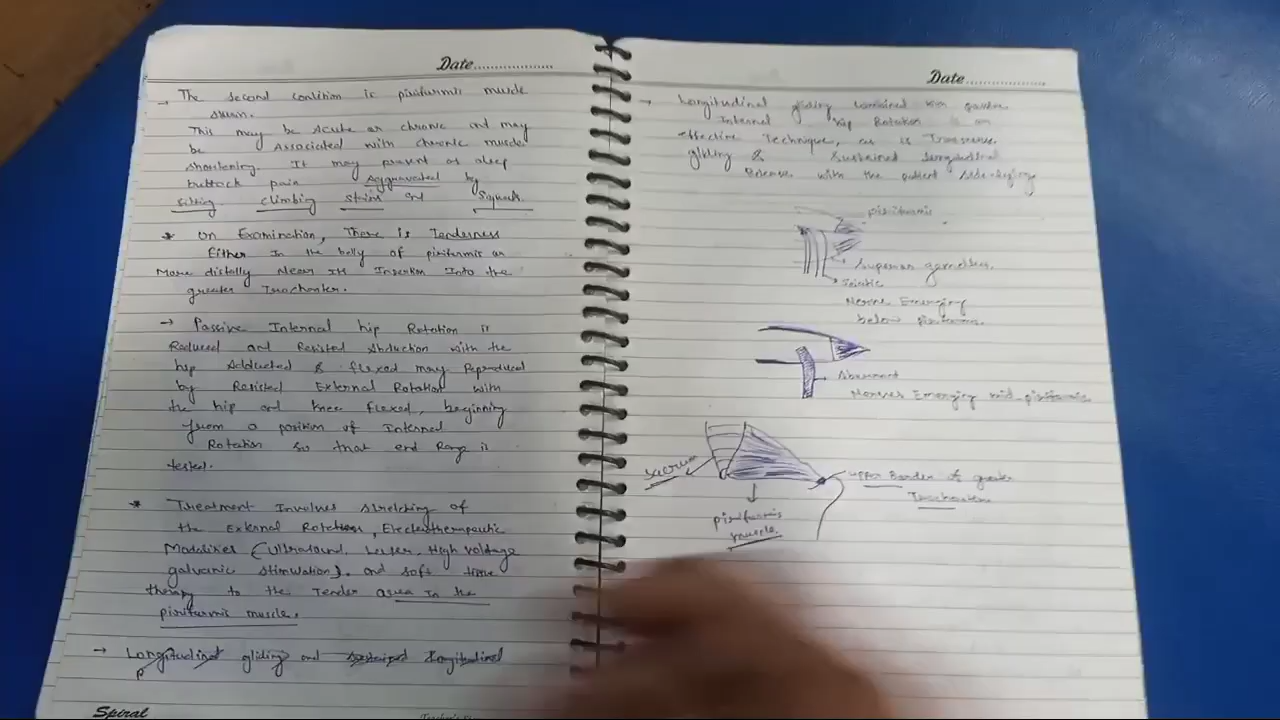 Date
→ The second condition is piriformis muscle
strain.
This may be Acute or chronic and may
be Associated with chronic muscle
shortening. It may present as deep
buttock pain Aggravated by
sitting climbing stairs and Squats.
* On Examination, There is Tenderness
Either In the belly of piriformis or
More distally Near Its Insertion Into the
greater Trochanter.
→ Passive Internal hip Rotation is
Reduced and Resisted Abduction with the
hip Adducted & flexed may Reproduced
by Resisted External Rotation with
the hip and knee flexed, beginning
from a position of Internal
Rotation so that end Range is
tested.
* Treatment Involves stretching of
the External Rotators, Electrotherapeutic
Modalities (Ultrasound, Laser, High voltage
galvanic stimulation), and soft tissue
therapy to the Tender area In the
piriformis muscle.
→ Longitudinal gliding and Longitudinal
Spiral
Date
→ Longitudinal gliding combined with passive
Internal hip Rotation is an
effective Technique, as is Transverse
gliding & Sustained longitudinal
Release with the patient side-lying
piriformis
Superior gemellus
Sciatic
Nerve Emerging
below piriformis.
Aberrant
Nerves Emerging mid piriformis
Sacrum
upper Border of greater
Trochanter
piriformis
muscle.